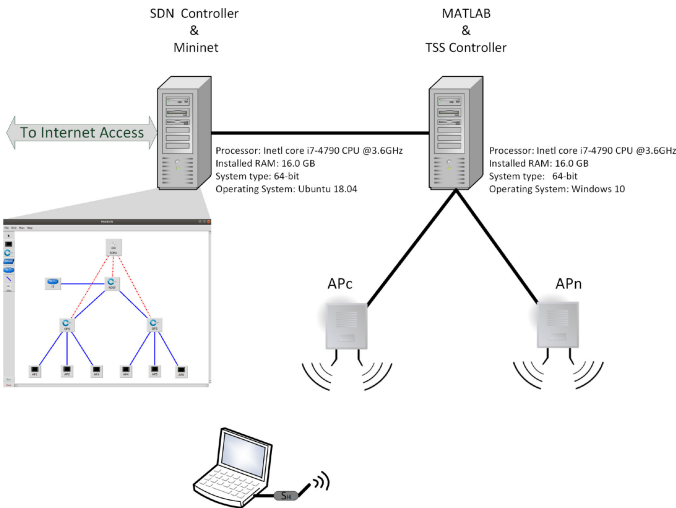 SDN Controller
&
Mininet
MATLAB
&
TSS Controller
To Internet Access
Processor: Inetl core i7-4790 CPU @3.6GHz
Installed RAM: 16.0 GB
System type: 64-bit
Operating System: Ubuntu 18.04
Processor: Inetl core i7-4790 CPU @3.6GHz
Installed RAM: 16.0 GB
System type: 64-bit
Operating System: Windows 10
APc
APn